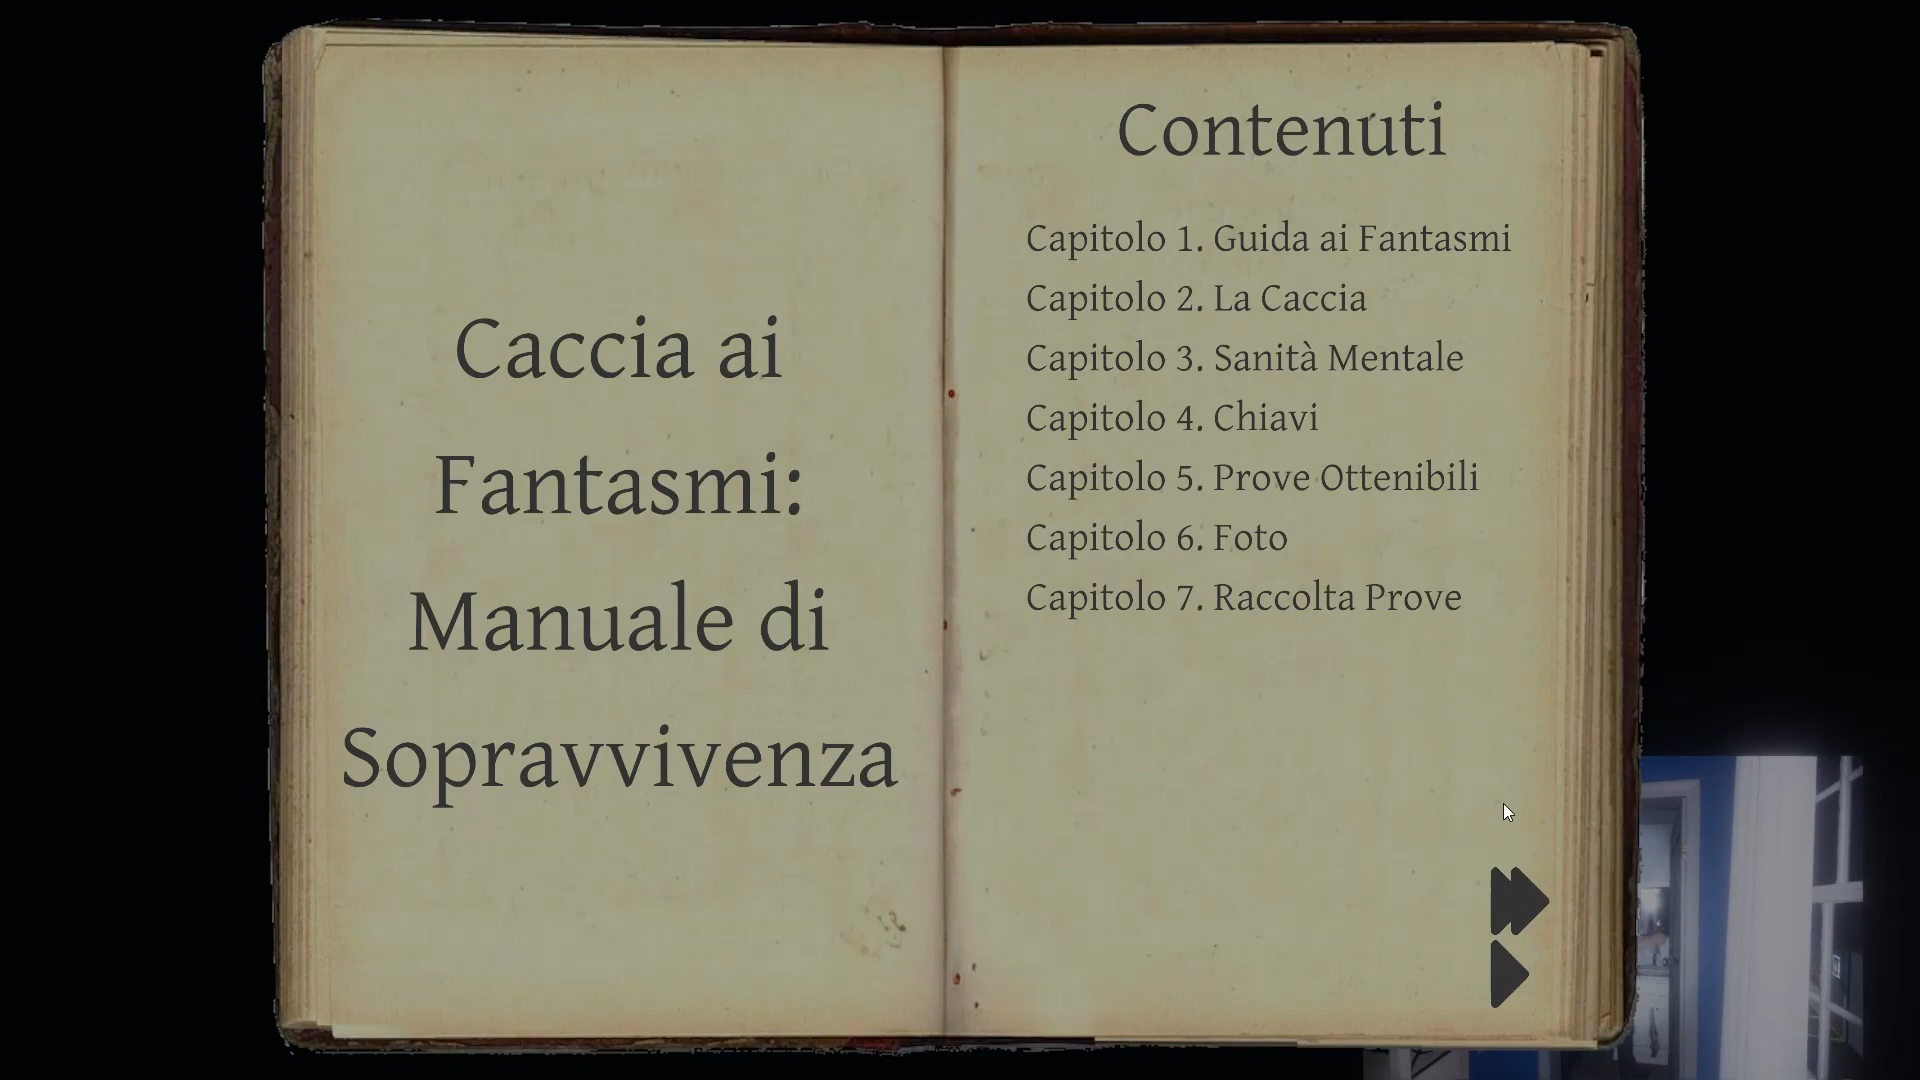 Caccia ai
Fantasmi:
Manuale di
Sopravvivenza
Contenuti
Capitolo 1. Guida ai Fantasmi
Capitolo 2. La Caccia
Capitolo 3. Sanità Mentale
Capitolo 4. Chiavi
Capitolo 5. Prove Ottenibili
Capitolo 6. Foto
Capitolo 7. Raccolta Prove